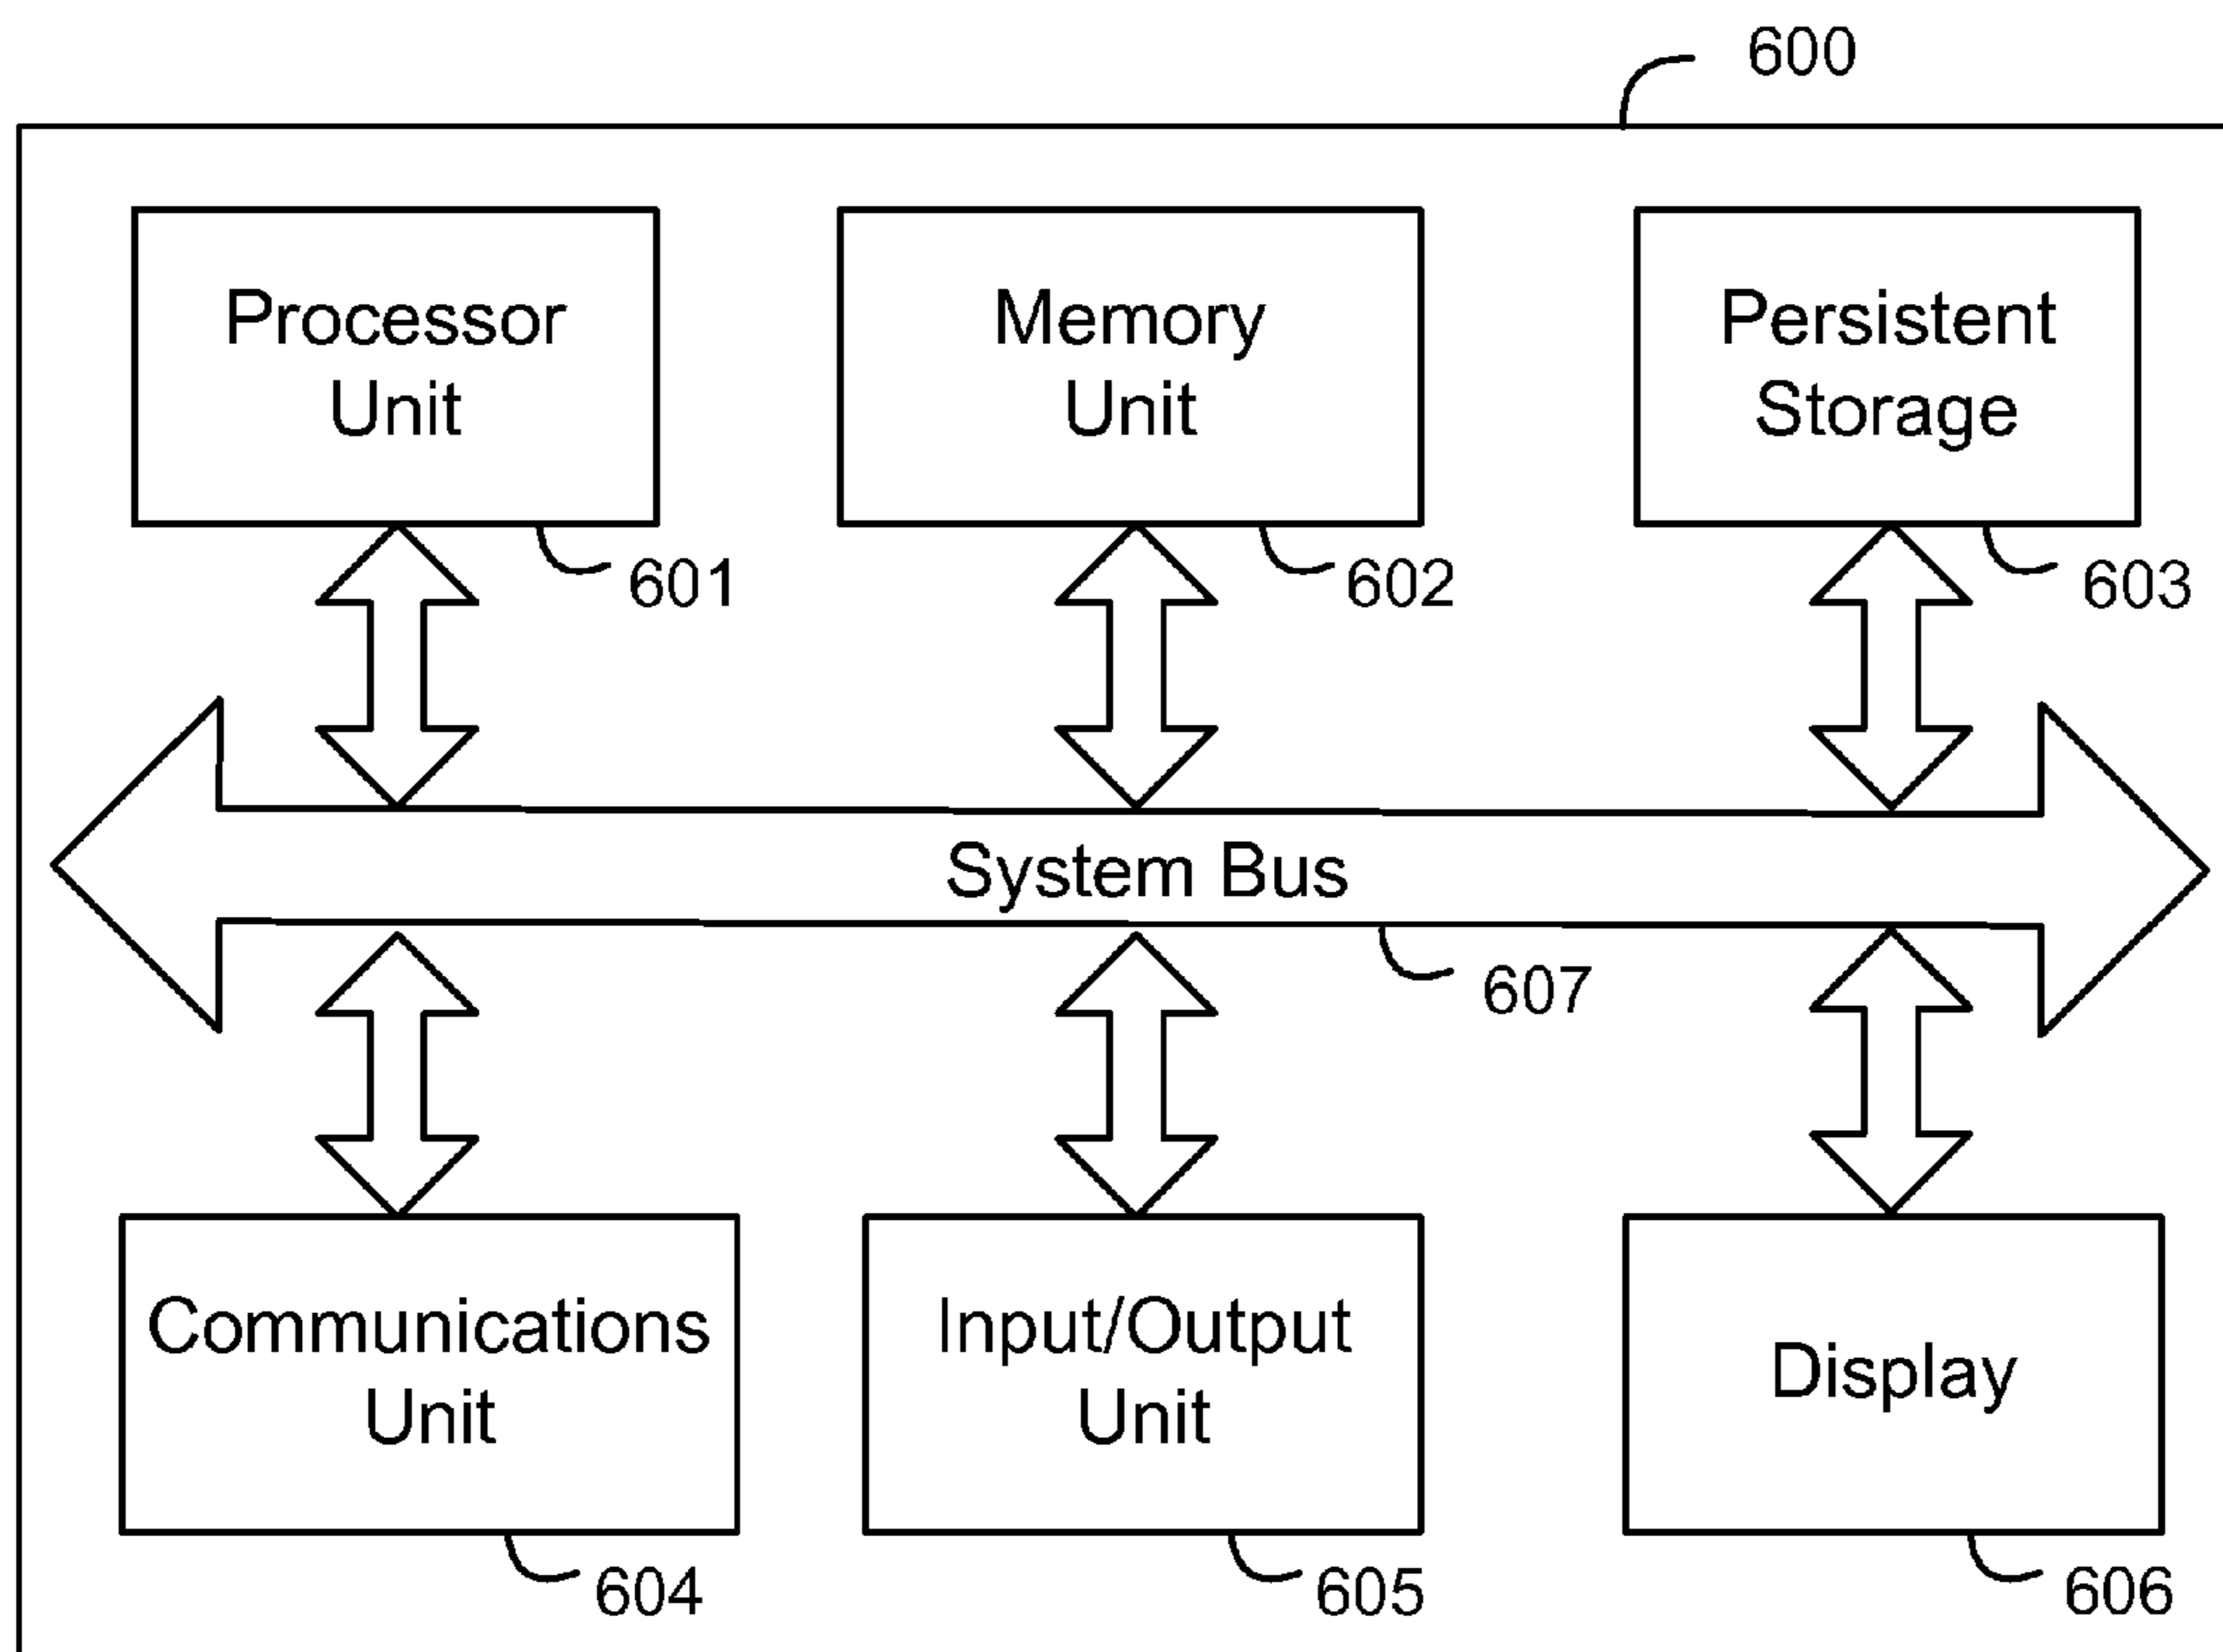 600
Processor
Unit
601
Memory
Unit
602
Persistent
Storage
603
System Bus
607
Communications
Unit
604
Input/Output
Unit
605
Display
606